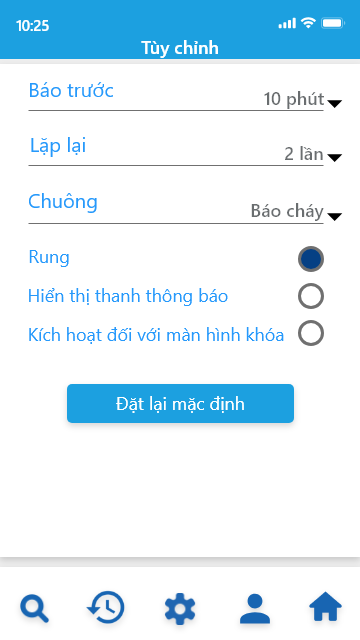 10:25
Tùy chỉnh
Báo trước
10 phút
Lặp lại
2 lần
Chuông
Báo cháy
Rung
Hiển thị thanh thông báo
Kích hoạt đối với màn hình khóa
Đặt lại mặc định